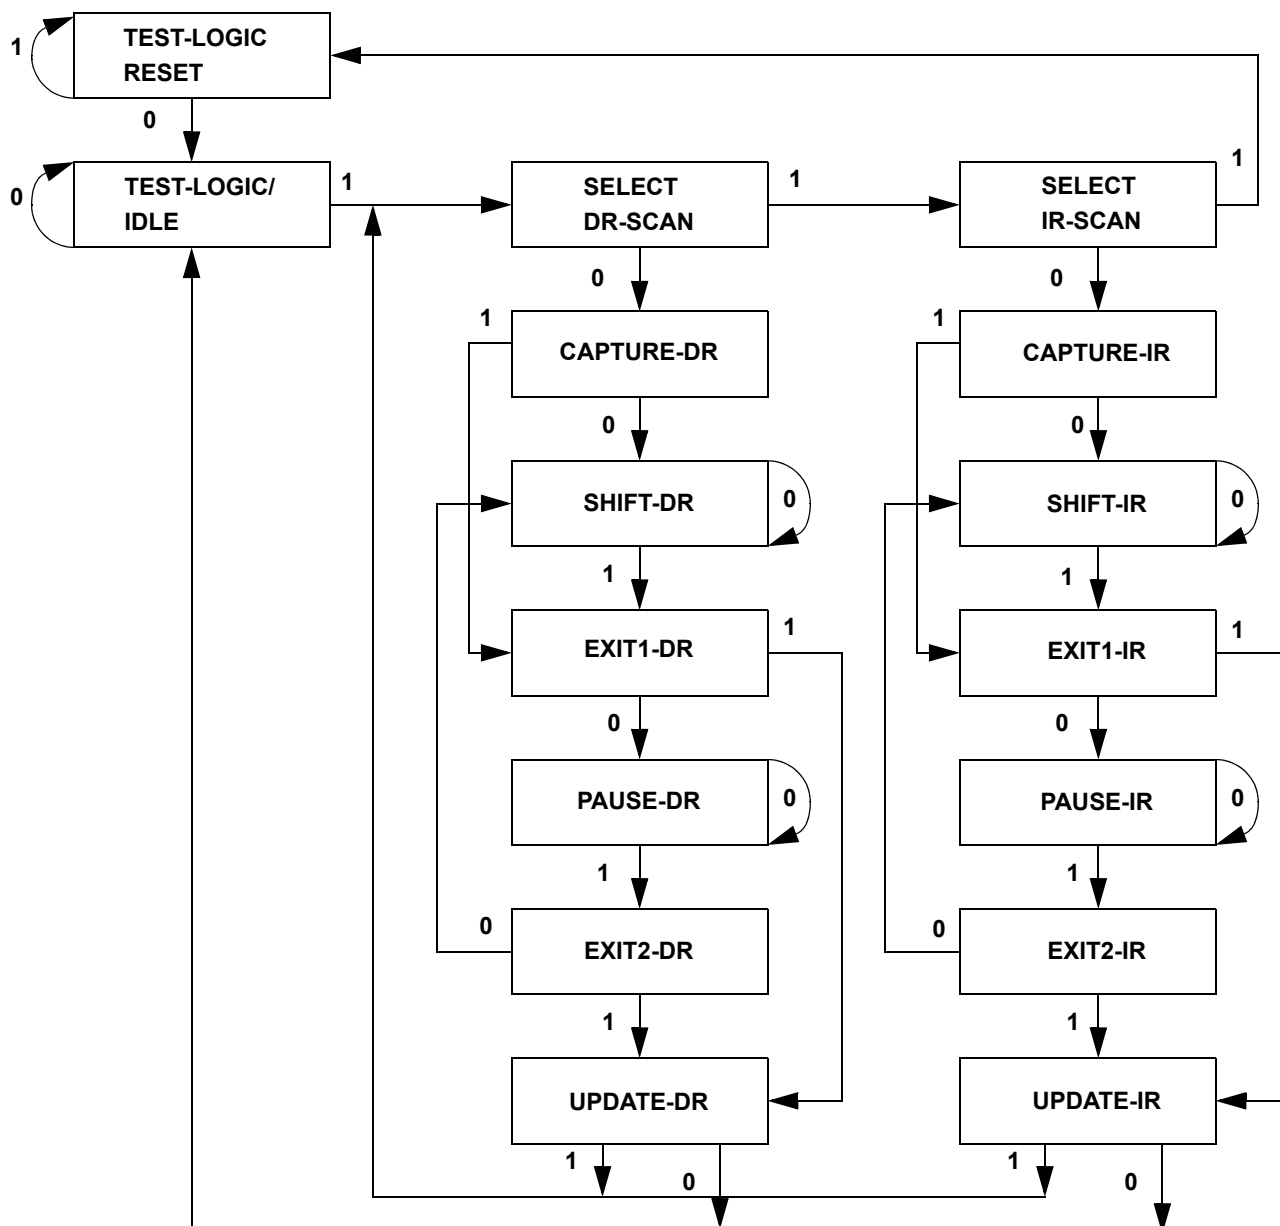 TEST-LOGIC
RESET
1
0
TEST-LOGIC/
IDLE
0
1
SELECT
DR-SCAN
1
SELECT
IR-SCAN
1
0
0
1
CAPTURE-DR
1
CAPTURE-IR
0
0
SHIFT-DR
0
SHIFT-IR
0
1
1
EXIT1-DR
1
EXIT1-IR
1
0
0
PAUSE-DR
0
PAUSE-IR
0
1
1
0
EXIT2-DR
0
EXIT2-IR
1
1
UPDATE-DR
UPDATE-IR
1
0
1
0